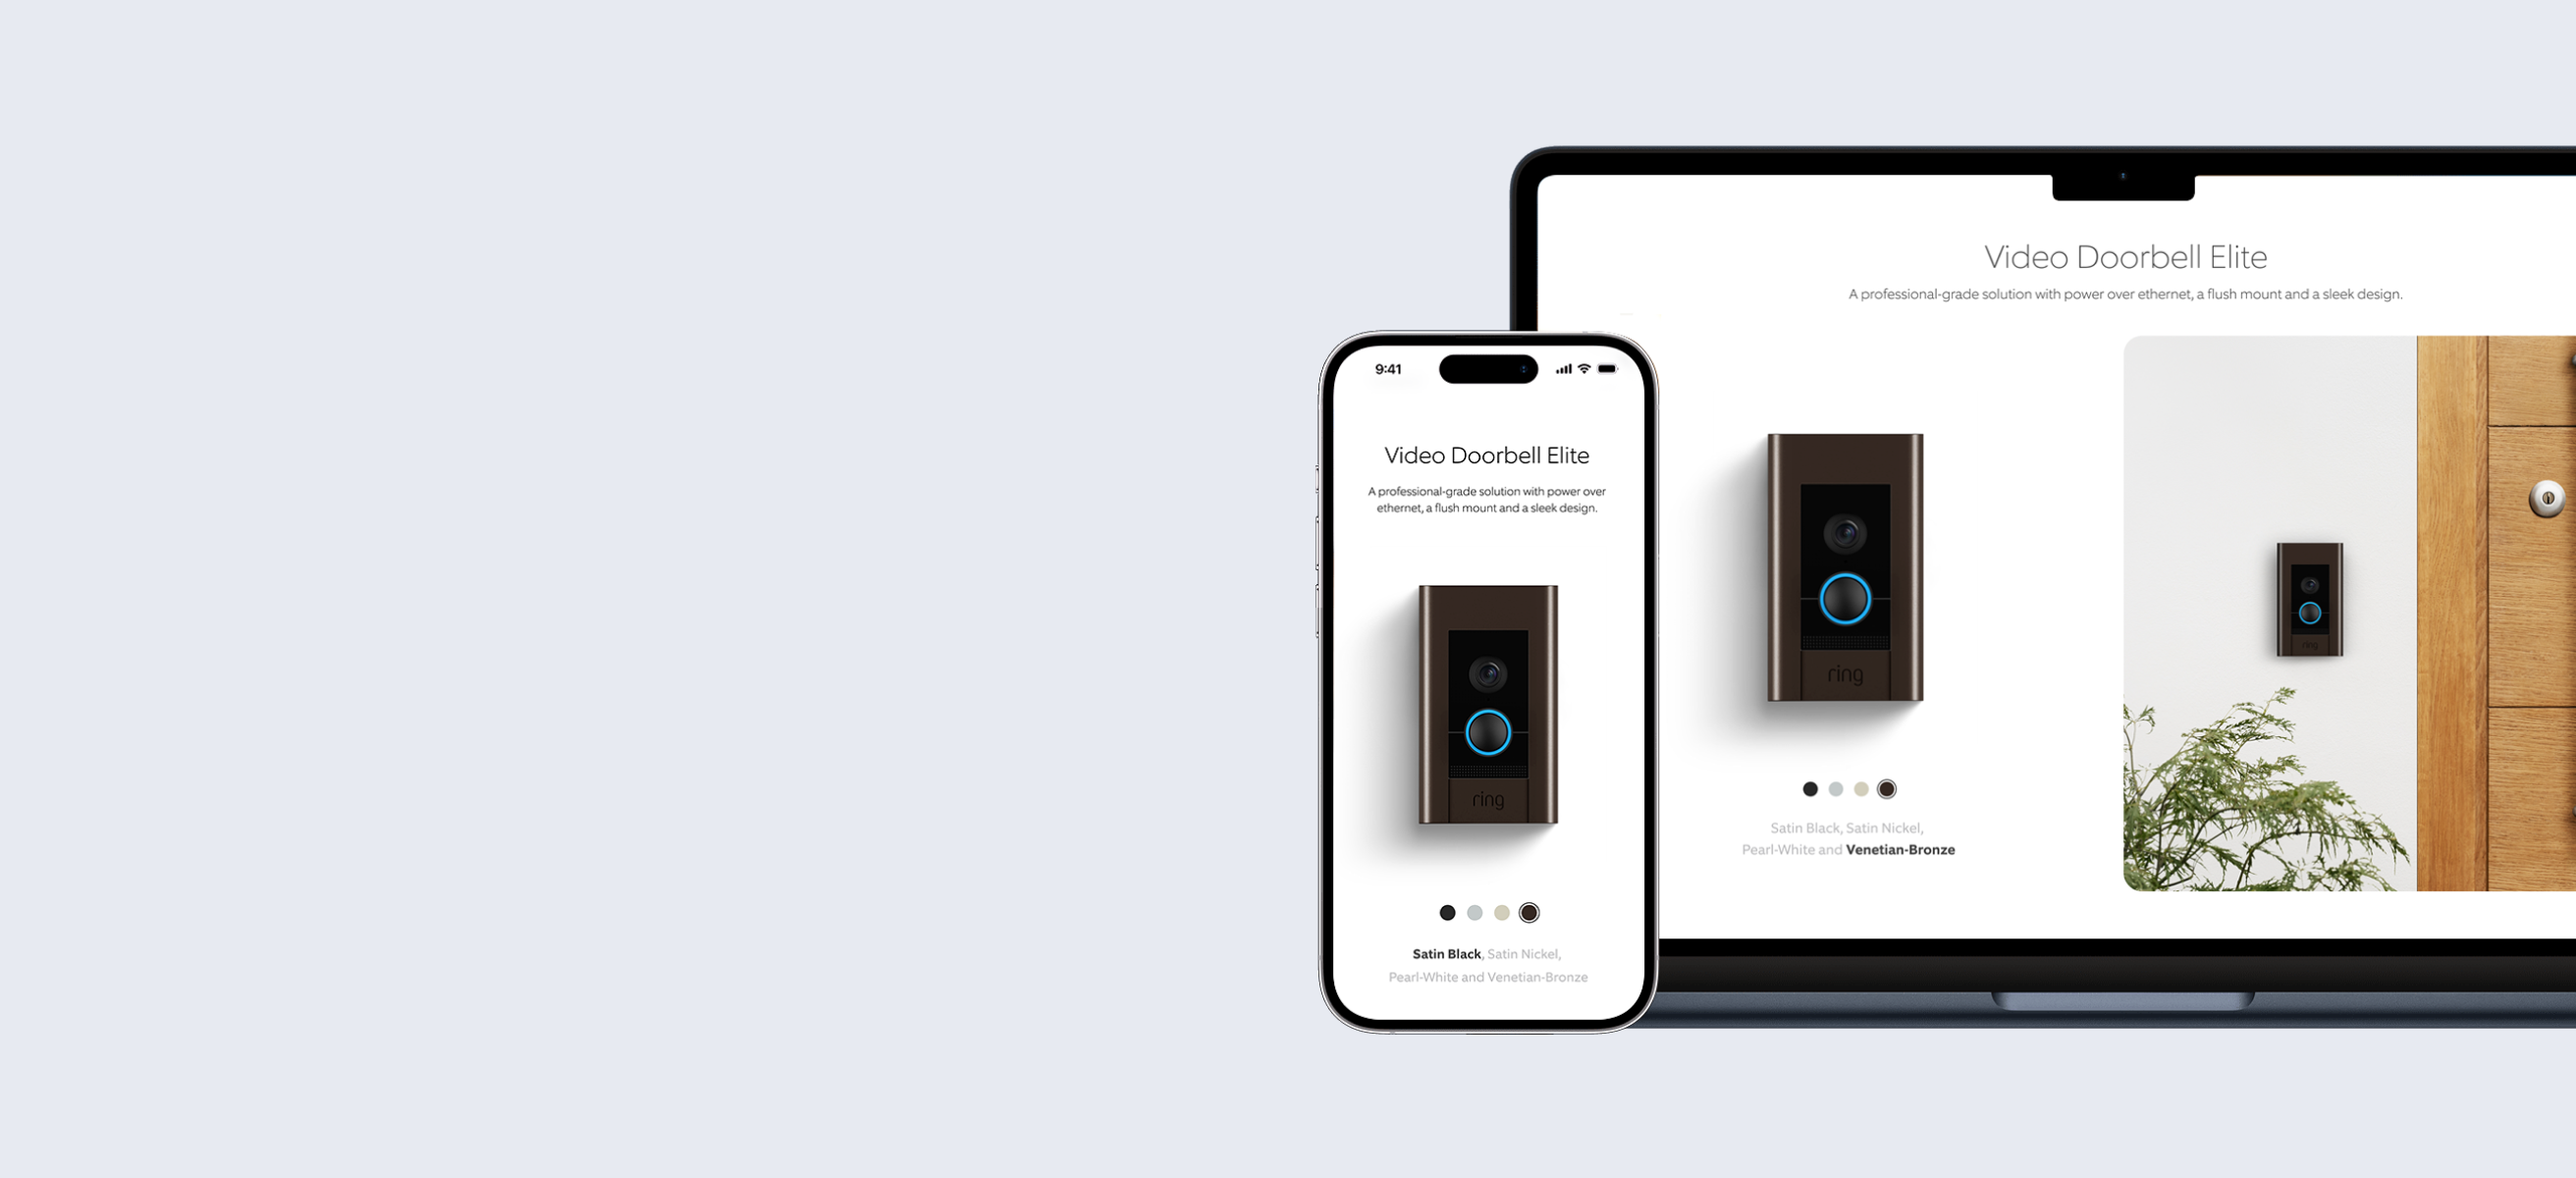 Video Doorbell Elite
A professional-grade solution with power over ethernet, a flush mount and a sleek design.
ring
ring
Satin Black, Satin Nickel,
Pearl-White and Venetian-Bronze
9:41
Video Doorbell Elite
A professional-grade solution with power over
ethernet, a flush mount and a sleek design.
ring
Satin Black, Satin Nickel,
Pearl-White and Venetian-Bronze